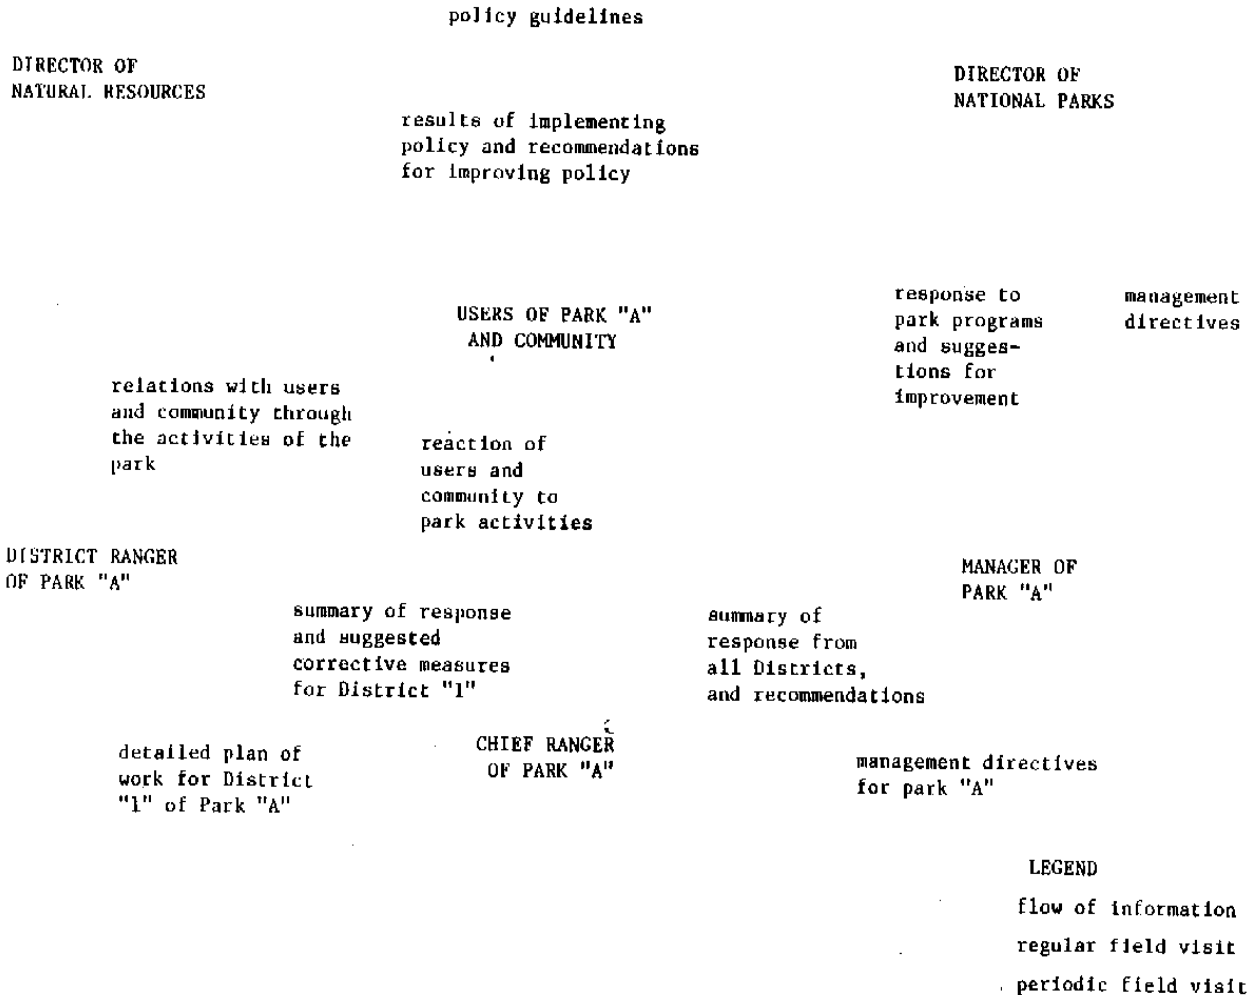 policy guidelines
DIRECTOR OF
NATURAL RESOURCES
DIRECTOR OF
NATIONAL PARKS
results of implementing
policy and recommendations
for improving policy
response to
park programs
and sugges-
tions for
improvement
management
directives
USERS OF PARK "A"
AND COMMUNITY
relations with users
and community through
the activities of the
park
reaction of
users and
community to
park activities
DISTRICT RANGER
OF PARK "A"
MANAGER OF
PARK "A"
summary of response
and suggested
corrective measures
for District "1"
summary of
response from
all Districts,
and recommendations
detailed plan of
work for District
"1" of Park "A"
CHIEF RANGER
OF PARK "A"
management directives
for park "A"
LEGEND
flow of information
regular field visit
periodic field visit